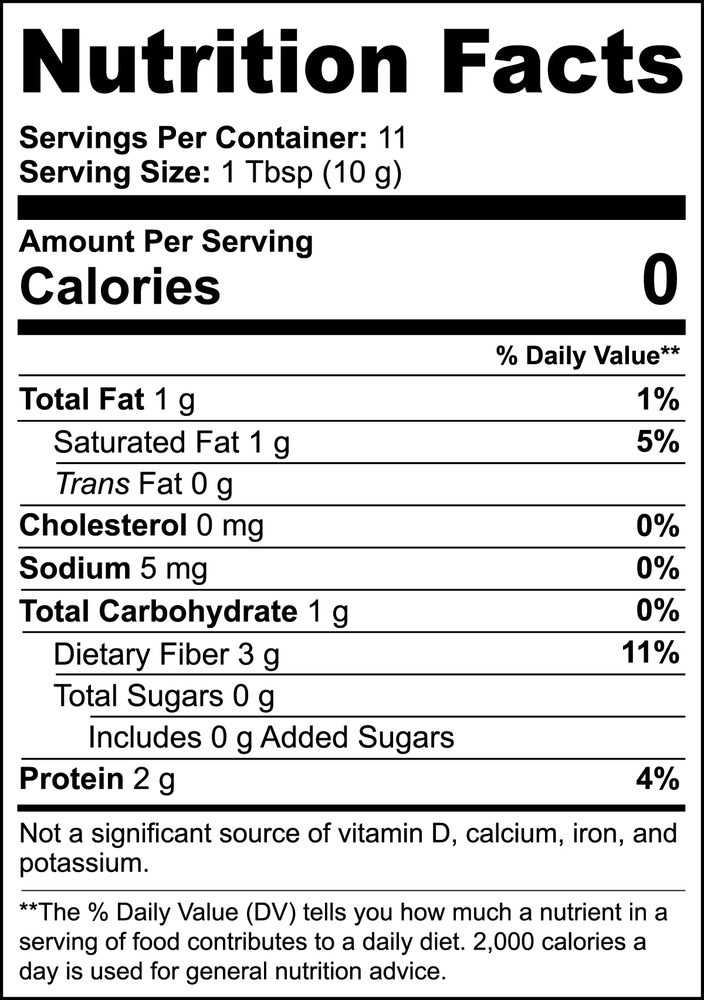 Nutrition Facts
Servings Per Container: 11
Serving Size: 1 Tbsp (10 g)
Amount Per Serving
Calories 0
% Daily Value**
Total Fat 1 g 1%
Saturated Fat 1 g 5%
Trans Fat 0 g
Cholesterol 0 mg 0%
Sodium 5 mg 0%
Total Carbohydrate 1 g 0%
Dietary Fiber 3 g 11%
Total Sugars 0 g
Includes 0 g Added Sugars
Protein 2 g 4%
Not a significant source of vitamin D, calcium, iron, and
potassium.
**The % Daily Value (DV) tells you how much a nutrient in a
serving of food contributes to a daily diet. 2,000 calories a
day is used for general nutrition advice.